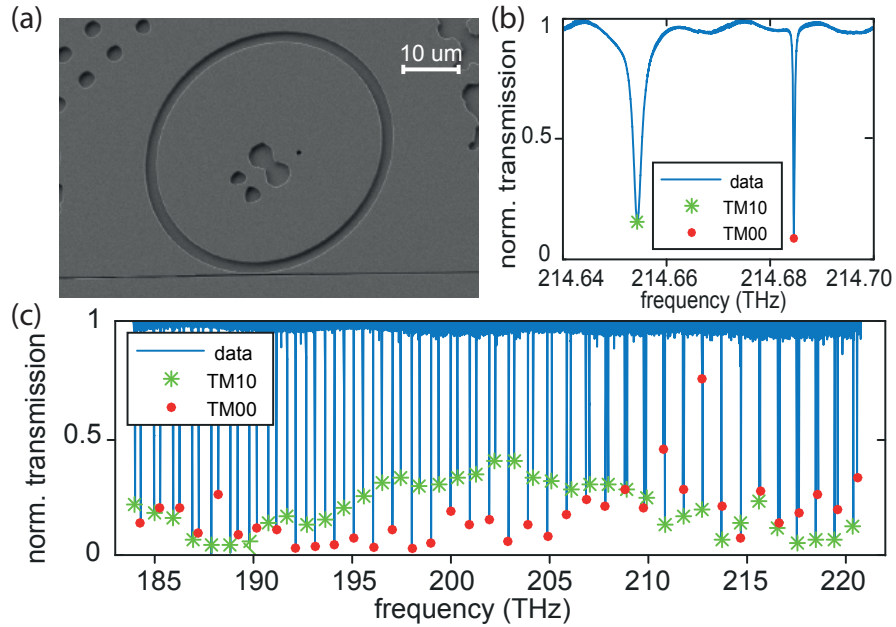 (a)
10 um
(b)
norm. transmission
1
0.5
0
data
TM10
TM00
214.64
214.66
214.68
214.70
frequency (THz)
(c)
norm. transmission
1
0.5
0
data
TM10
TM00
185
190
195
200
205
210
215
220
frequency (THz)